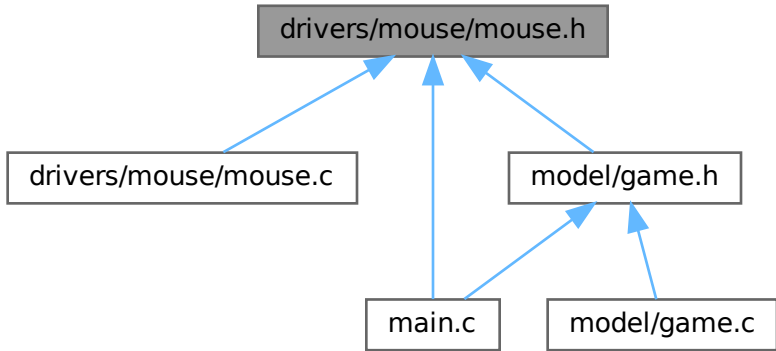 drivers/mouse/mouse.h
drivers/mouse/mouse.c
model/game.h
main.c
model/game.c